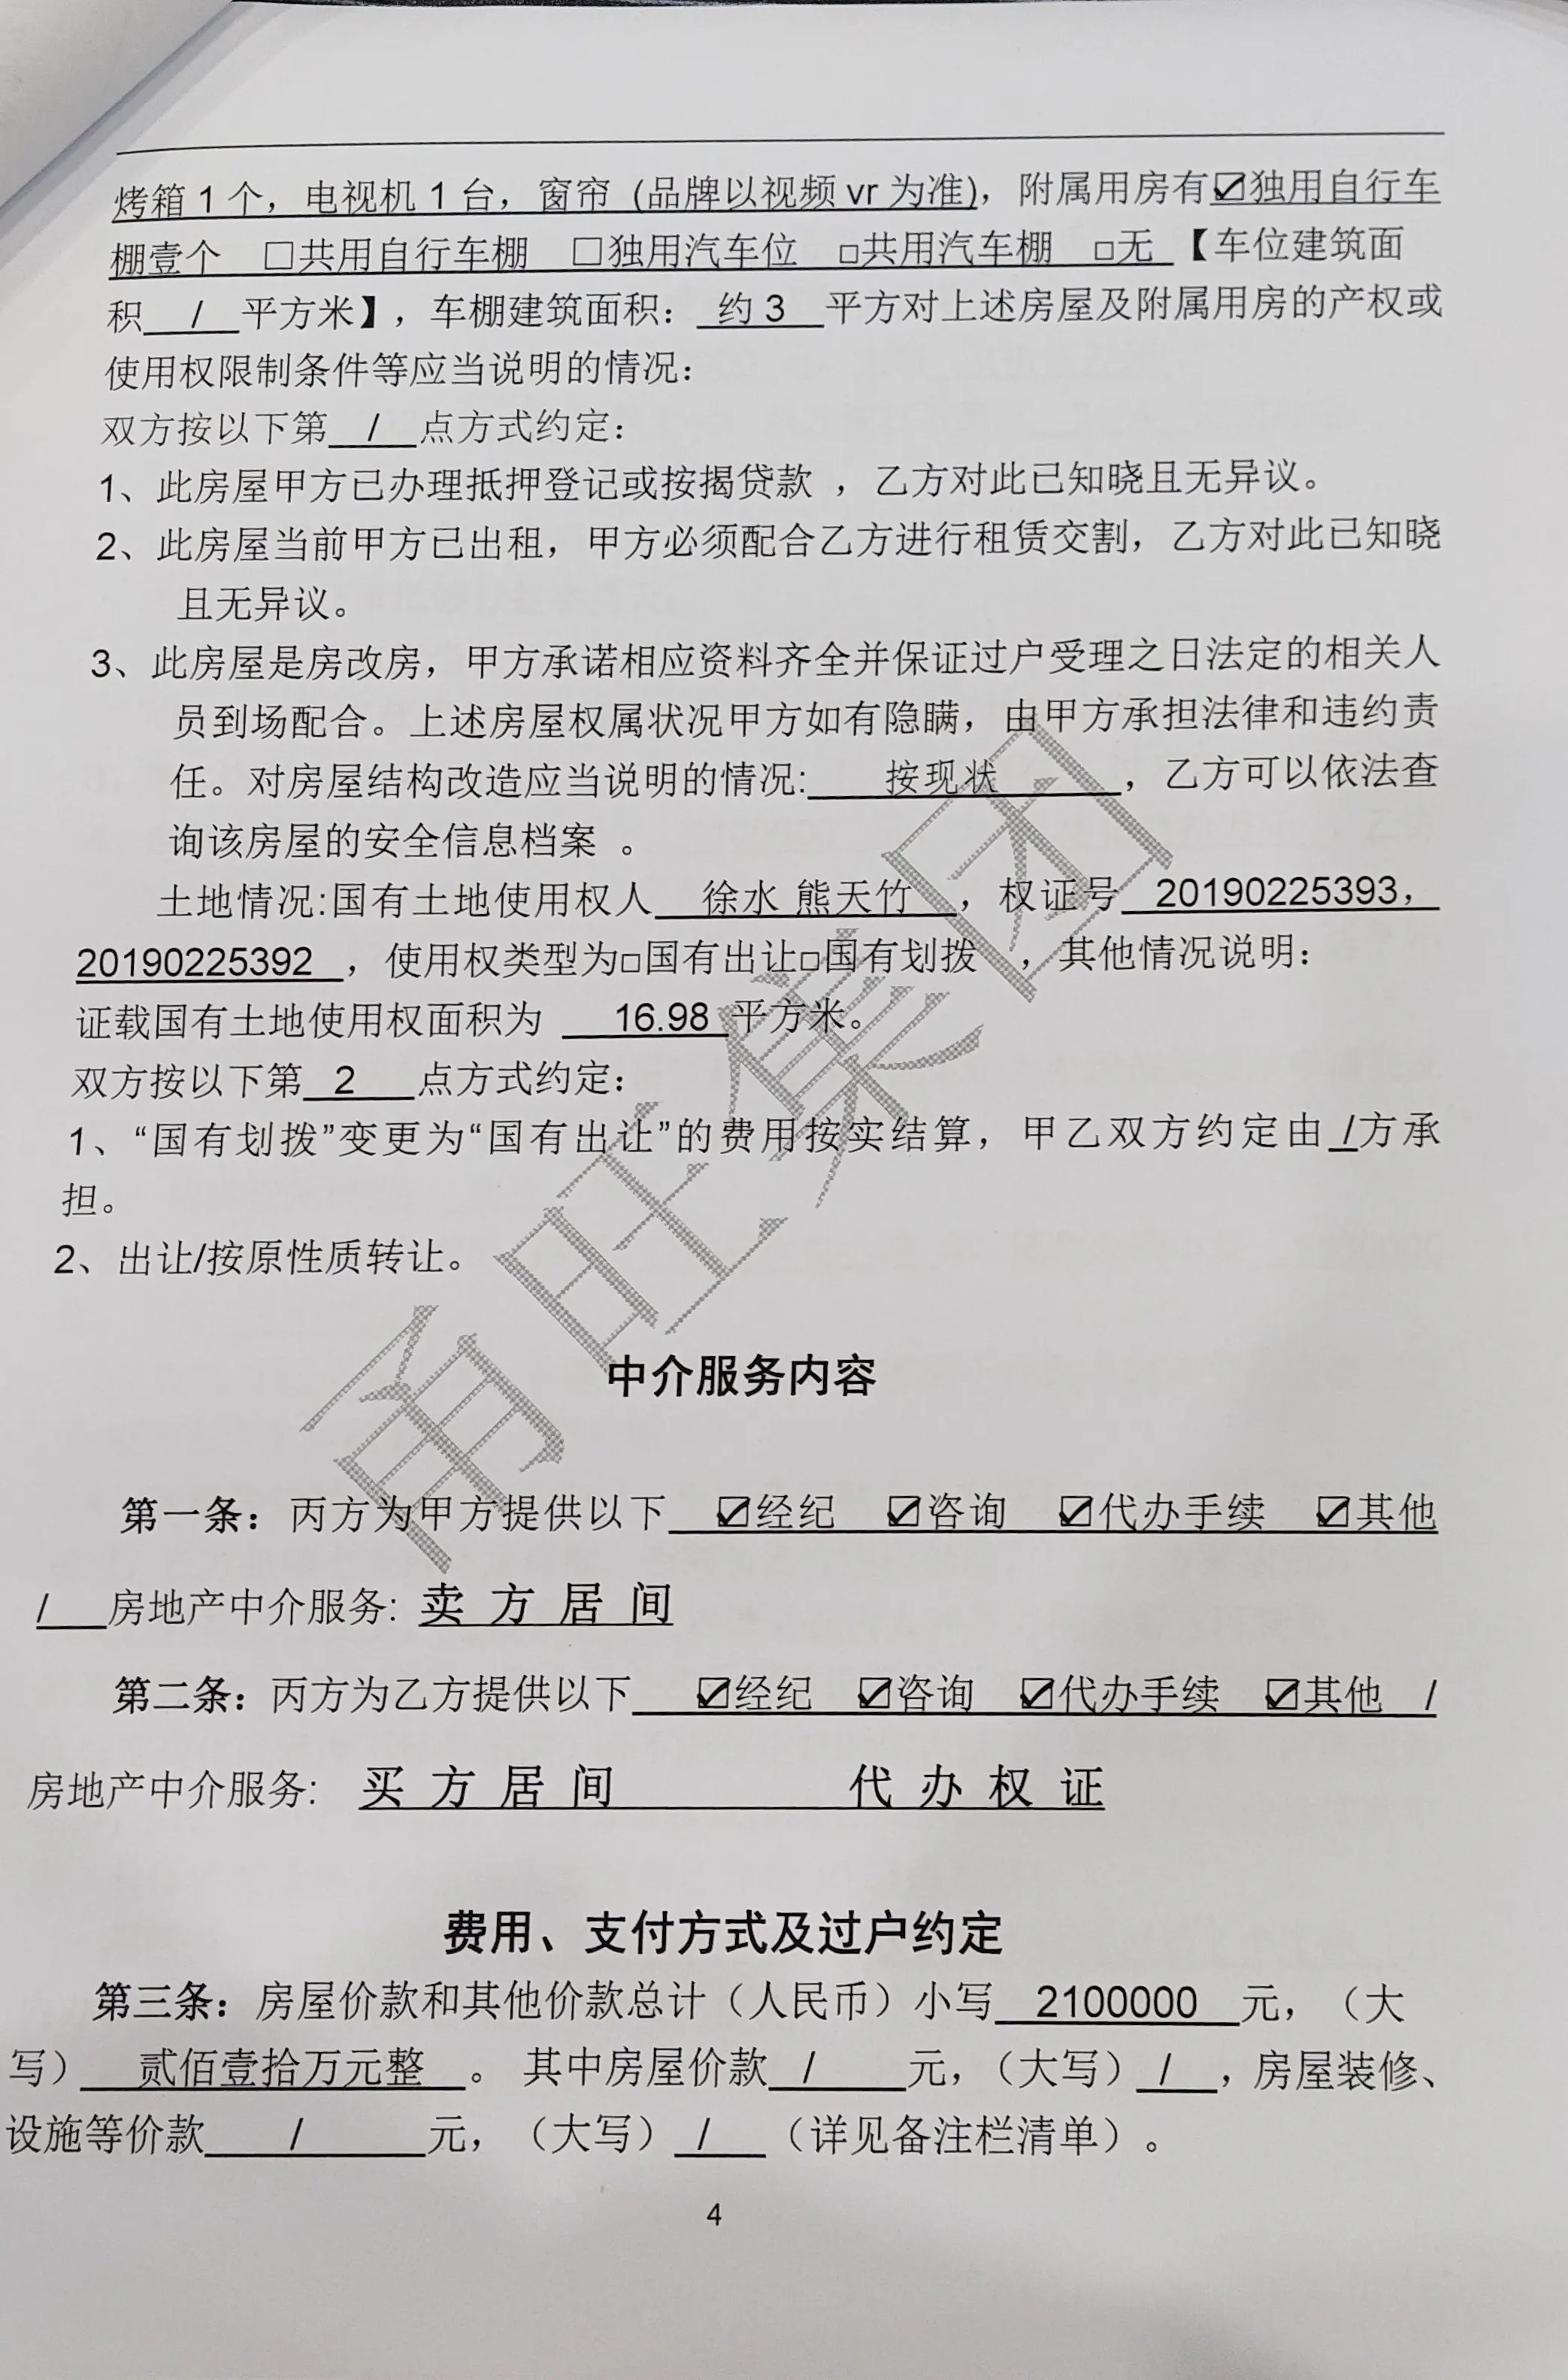 烤箱1个，电视机1台，窗帘 (品牌以视频 vr 为准)，附属用房有☑独用自行车
棚壹个 □共用自行车棚 □独用汽车位 □共用汽车棚 □无 【车位建筑面
积 / 平方米】，车棚建筑面积： 约3 平方对上述房屋及附属用房的产权或
使用权限制条件等应当说明的情况：
双方按以下第 / 点方式约定：
1、此房屋甲方已办理抵押登记或按揭贷款 ，乙方对此已知晓且无异议。
2、此房屋当前甲方已出租，甲方必须配合乙方进行租赁交割，乙方对此已知晓
且无异议。
3、此房屋是房改房，甲方承诺相应资料齐全并保证过户受理之日法定的相关人
员到场配合。上述房屋权属状况甲方如有隐瞒，由甲方承担法律和违约责
任。对房屋结构改造应当说明的情况: 按现状 ，乙方可以依法查
询该房屋的安全信息档案 。
土地情况:国有土地使用权人 徐水 熊天竹 ，权证号 20190225393，
20190225392 ，使用权类型为□国有出让□国有划拨 ，其他情况说明：
证载国有土地使用权面积为 16.98 平方米。
双方按以下第 2 点方式约定：
1、“国有划拨”变更为“国有出让”的费用按实结算，甲乙双方约定由 / 方承
担。
2、出让/按原性质转让。
中介服务内容
第一条：丙方为甲方提供以下 ☑经纪 ☑咨询 ☑代办手续 ☑其他
/ 房地产中介服务: 卖 方 居 间
第二条：丙方为乙方提供以下 ☑经纪 ☑咨询 ☑代办手续 ☑其他 /
房地产中介服务: 买 方 居 间 代 办 权 证
费用、支付方式及过户约定
第三条：房屋价款和其他价款总计（人民币）小写 2100000 元，（大
写） 贰佰壹拾万元整 。 其中房屋价款 / 元，（大写） / ，房屋装修、
设施等价款 / 元，（大写） / （详见备注栏清单）。
4
旺集团